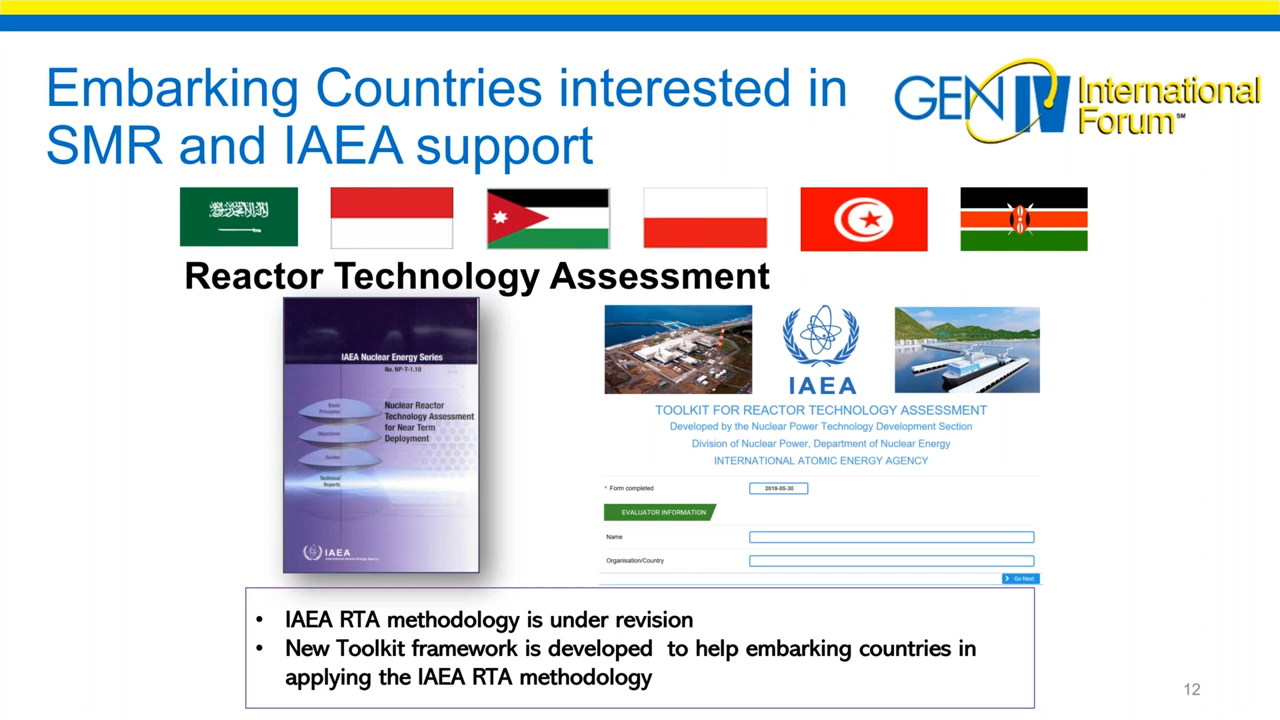 Embarking Countries interested in
SMR and IAEA support
GEN IV International
Forum℠
Reactor Technology Assessment
IAEA Nuclear Energy Series
No. NP-T-1.10
Basic
Principles
Nuclear Reactor
Technology Assessment
for Near Term
Deployment
Objectives
Guides
Technical
Reports
IAEA
International Atomic Energy Agency
IAEA
TOOLKIT FOR REACTOR TECHNOLOGY ASSESSMENT
Developed by the Nuclear Power Technology Development Section
Division of Nuclear Power, Department of Nuclear Energy
INTERNATIONAL ATOMIC ENERGY AGENCY
* Form completed 2019-05-30
EVALUATOR INFORMATION
Name
Organisation/Country
Go Next
• IAEA RTA methodology is under revision
• New Toolkit framework is developed to help embarking countries in
applying the IAEA RTA methodology
12